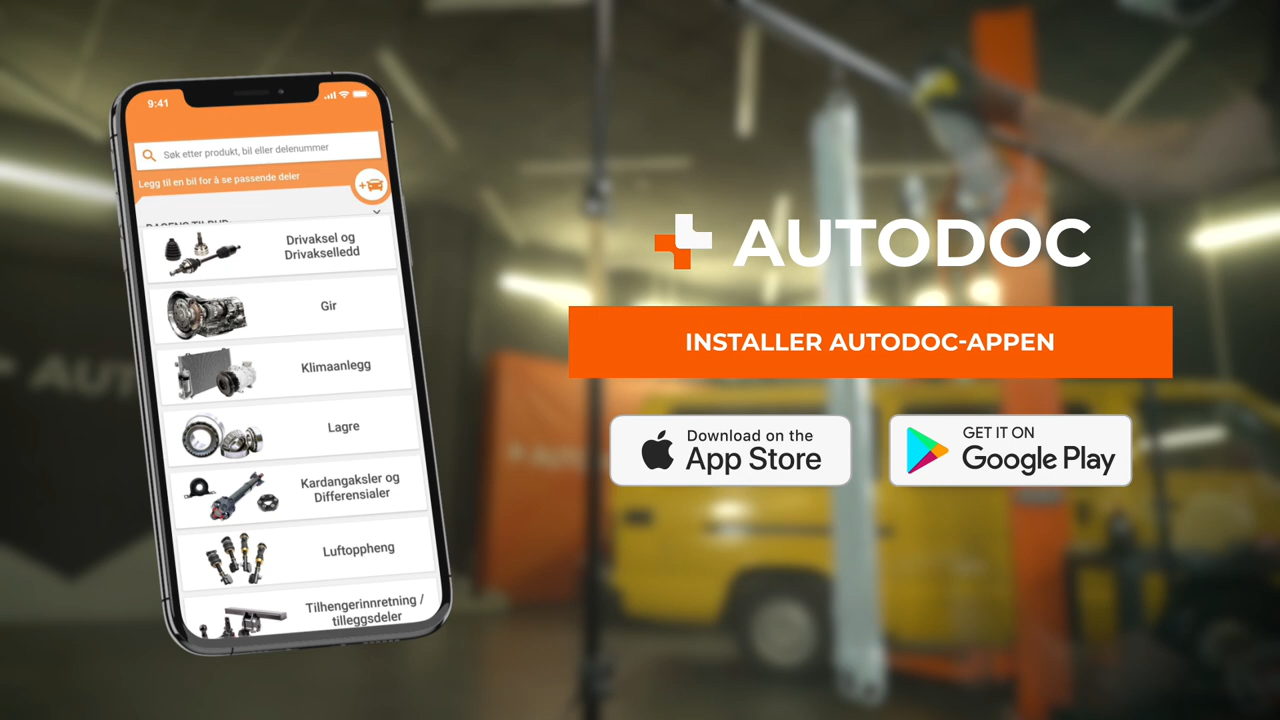 9:41
Søk etter produkt, bil eller delenummer
Legg til en bil for å se passende deler
DAGENS TILBUD
Drivaksel og
Drivakselledd
Gir
Klimaanlegg
Lagre
Kardangaksler og
Differensialer
Luftoppheng
Tilhengerinnretning /
tilleggsdeler
AUTODOC
INSTALLER AUTODOC-APPEN
Download on the
App Store
GET IT ON
Google Play